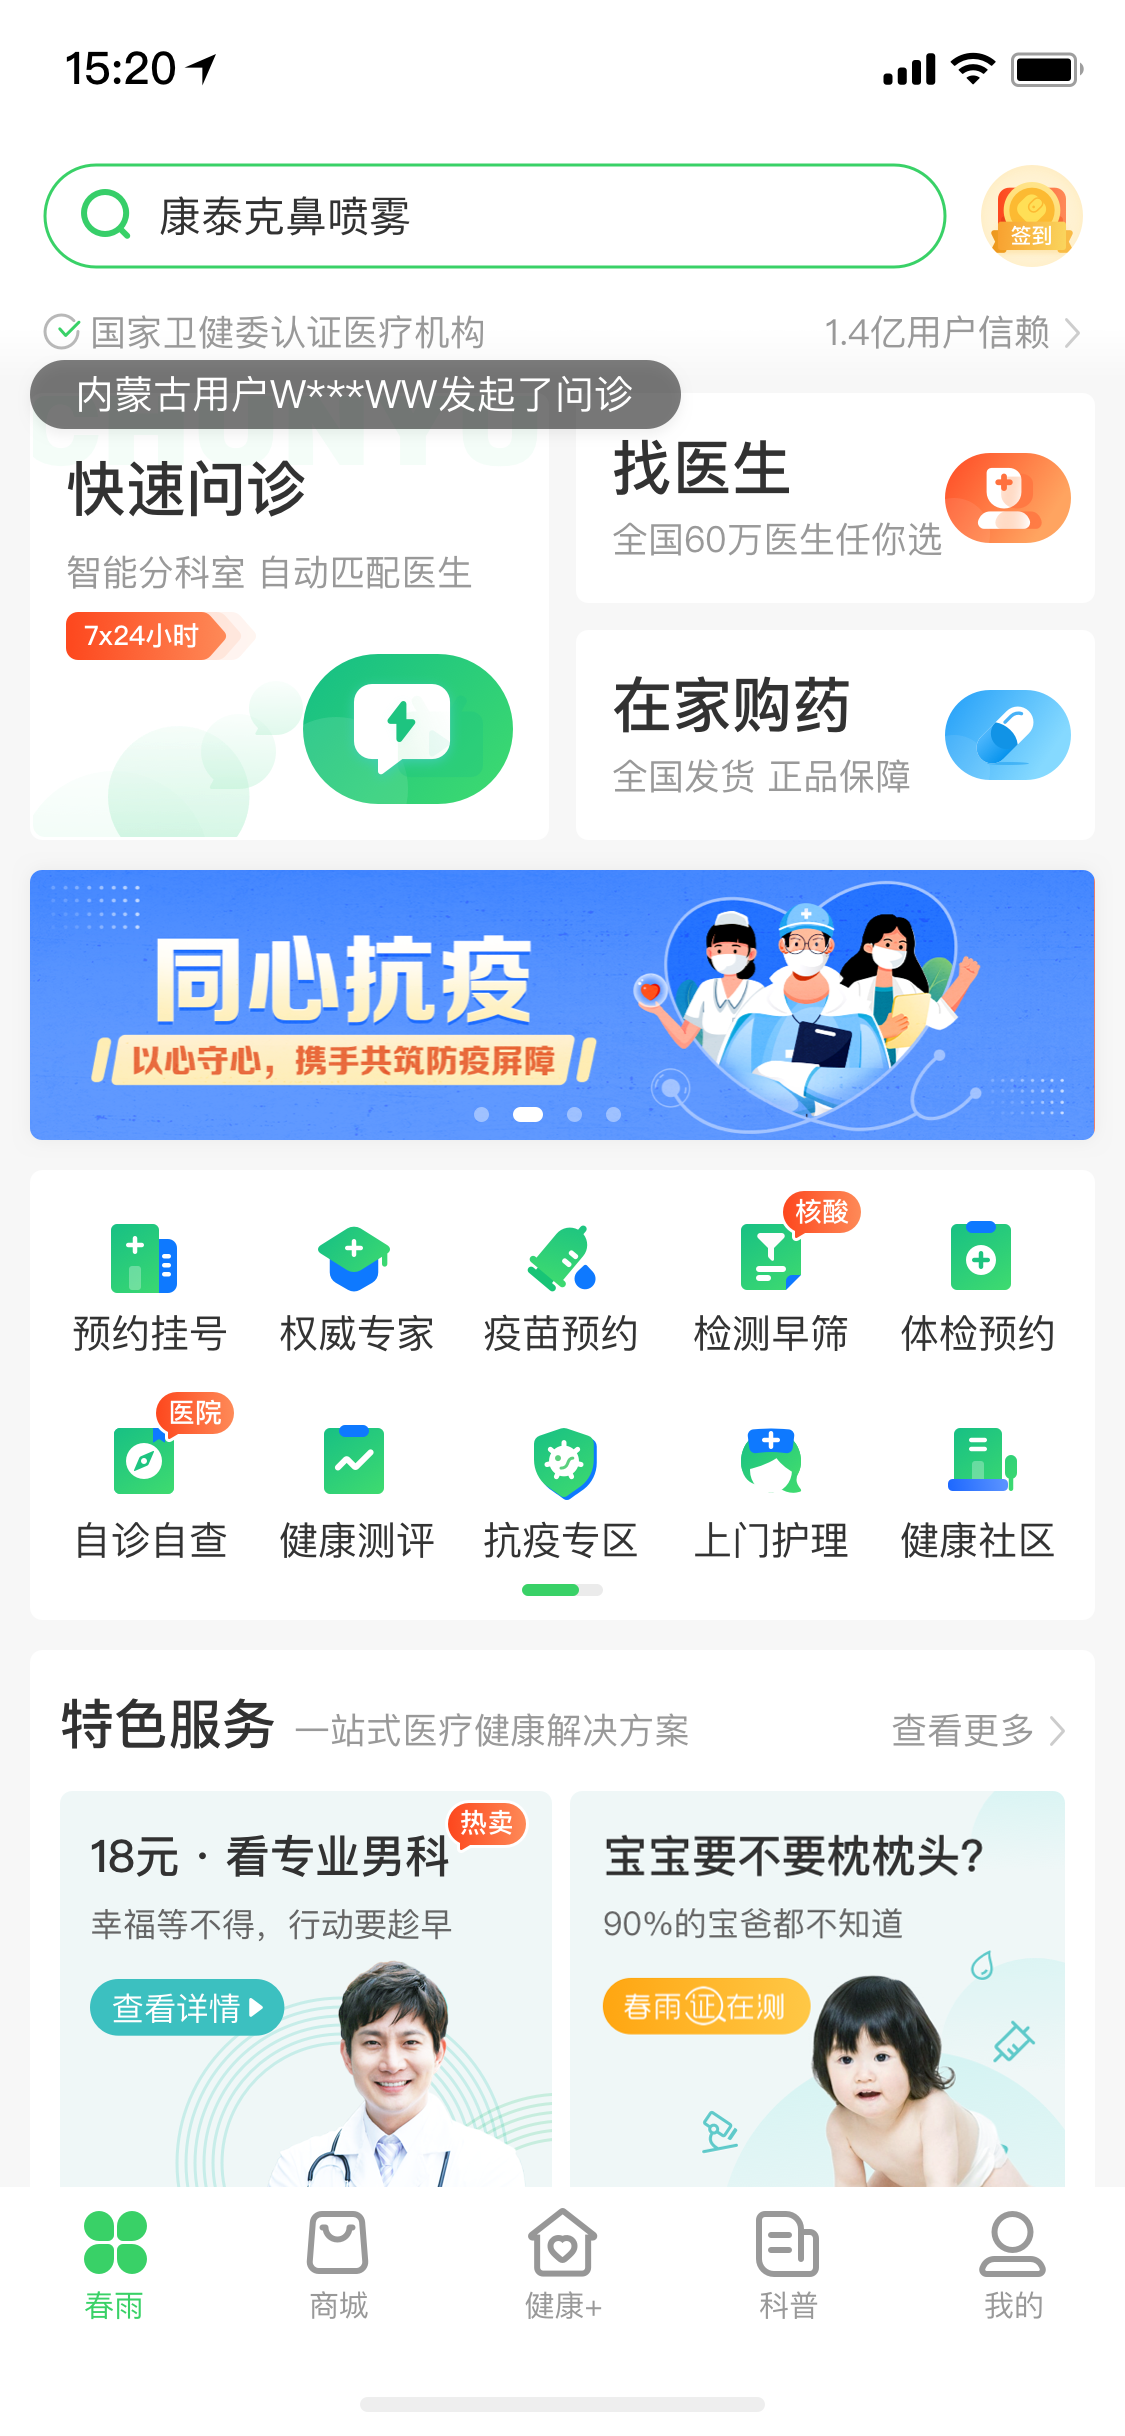 15:20
康泰克鼻喷雾
签到
国家卫健委认证医疗机构
1.4亿用户信赖
内蒙古用户W***WW发起了问诊
CHUNYU
快速问诊
智能分科室 自动匹配医生
7x24小时
找医生
全国60万医生任你选
在家购药
全国发货 正品保障
同心抗疫
以心守心，携手共筑防疫屏障
核酸
预约挂号
权威专家
疫苗预约
检测早筛
体检预约
医院
自诊自查
健康测评
抗疫专区
上门护理
健康社区
特色服务
一站式医疗健康解决方案
查看更多
热卖
18元 · 看专业男科
幸福等不得，行动要趁早
查看详情
宝宝要不要枕枕头?
90%的宝爸都不知道
春雨证在测
春雨
商城
健康+
科普
我的